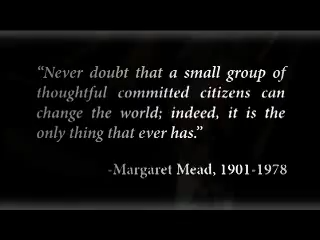 “Never doubt that a small group of
thoughtful committed citizens can
change the world; indeed, it is the
only thing that ever has.”
-Margaret Mead, 1901-1978